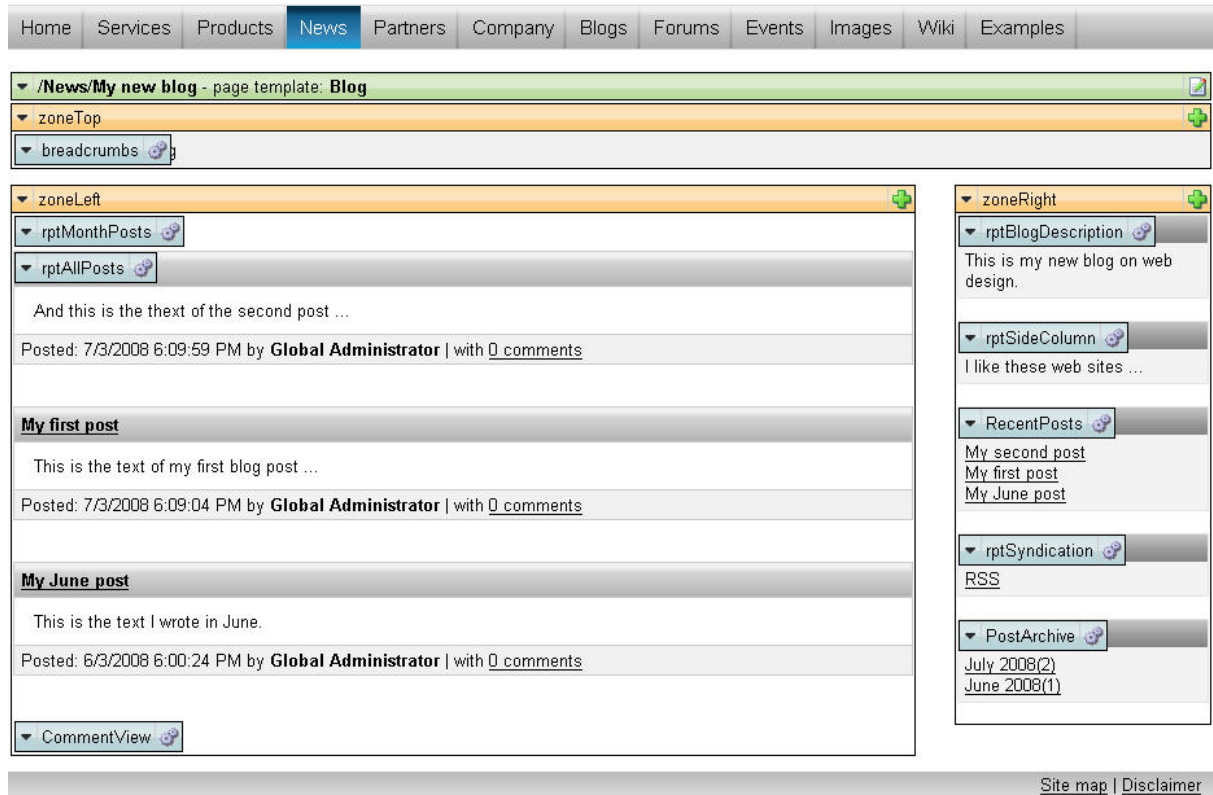 Home Services Products News Partners Company Blogs Forums Events Images Wiki Examples
/News/My new blog - page template: Blog
zoneTop
breadcrumbs
zoneLeft
rptMonthPosts
rptAllPosts
And this is the thext of the second post ...
Posted: 7/3/2008 6:09:59 PM by Global Administrator | with 0 comments
My first post
This is the text of my first blog post ...
Posted: 7/3/2008 6:09:04 PM by Global Administrator | with 0 comments
My June post
This is the text I wrote in June.
Posted: 6/3/2008 6:00:24 PM by Global Administrator | with 0 comments
CommentView
zoneRight
rptBlogDescription
This is my new blog on web
design.
rptSideColumn
I like these web sites ...
RecentPosts
My second post
My first post
My June post
rptSyndication
RSS
PostArchive
July 2008(2)
June 2008(1)
Site map | Disclaimer